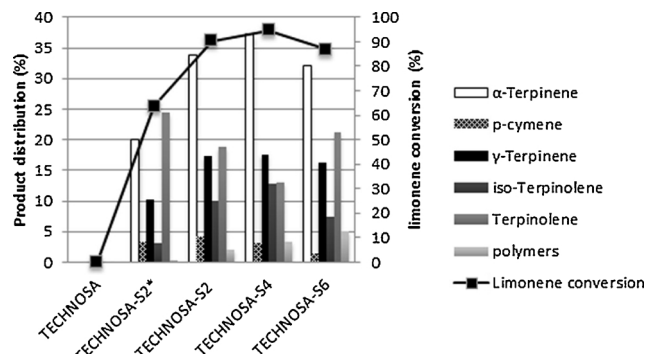 40
35
30
25
20
15
10
5
0
Product distribution (%)
100
90
80
70
60
50
40
30
20
10
0
limonene conversion (%)
TECHNOSA
TECHNOSA-S2*
TECHNOSA-S2
TECHNOSA-S4
TECHNOSA-S6
α-Terpinene
p-cymene
γ-Terpinene
iso-Terpinolene
Terpinolene
polymers
Limonene conversion